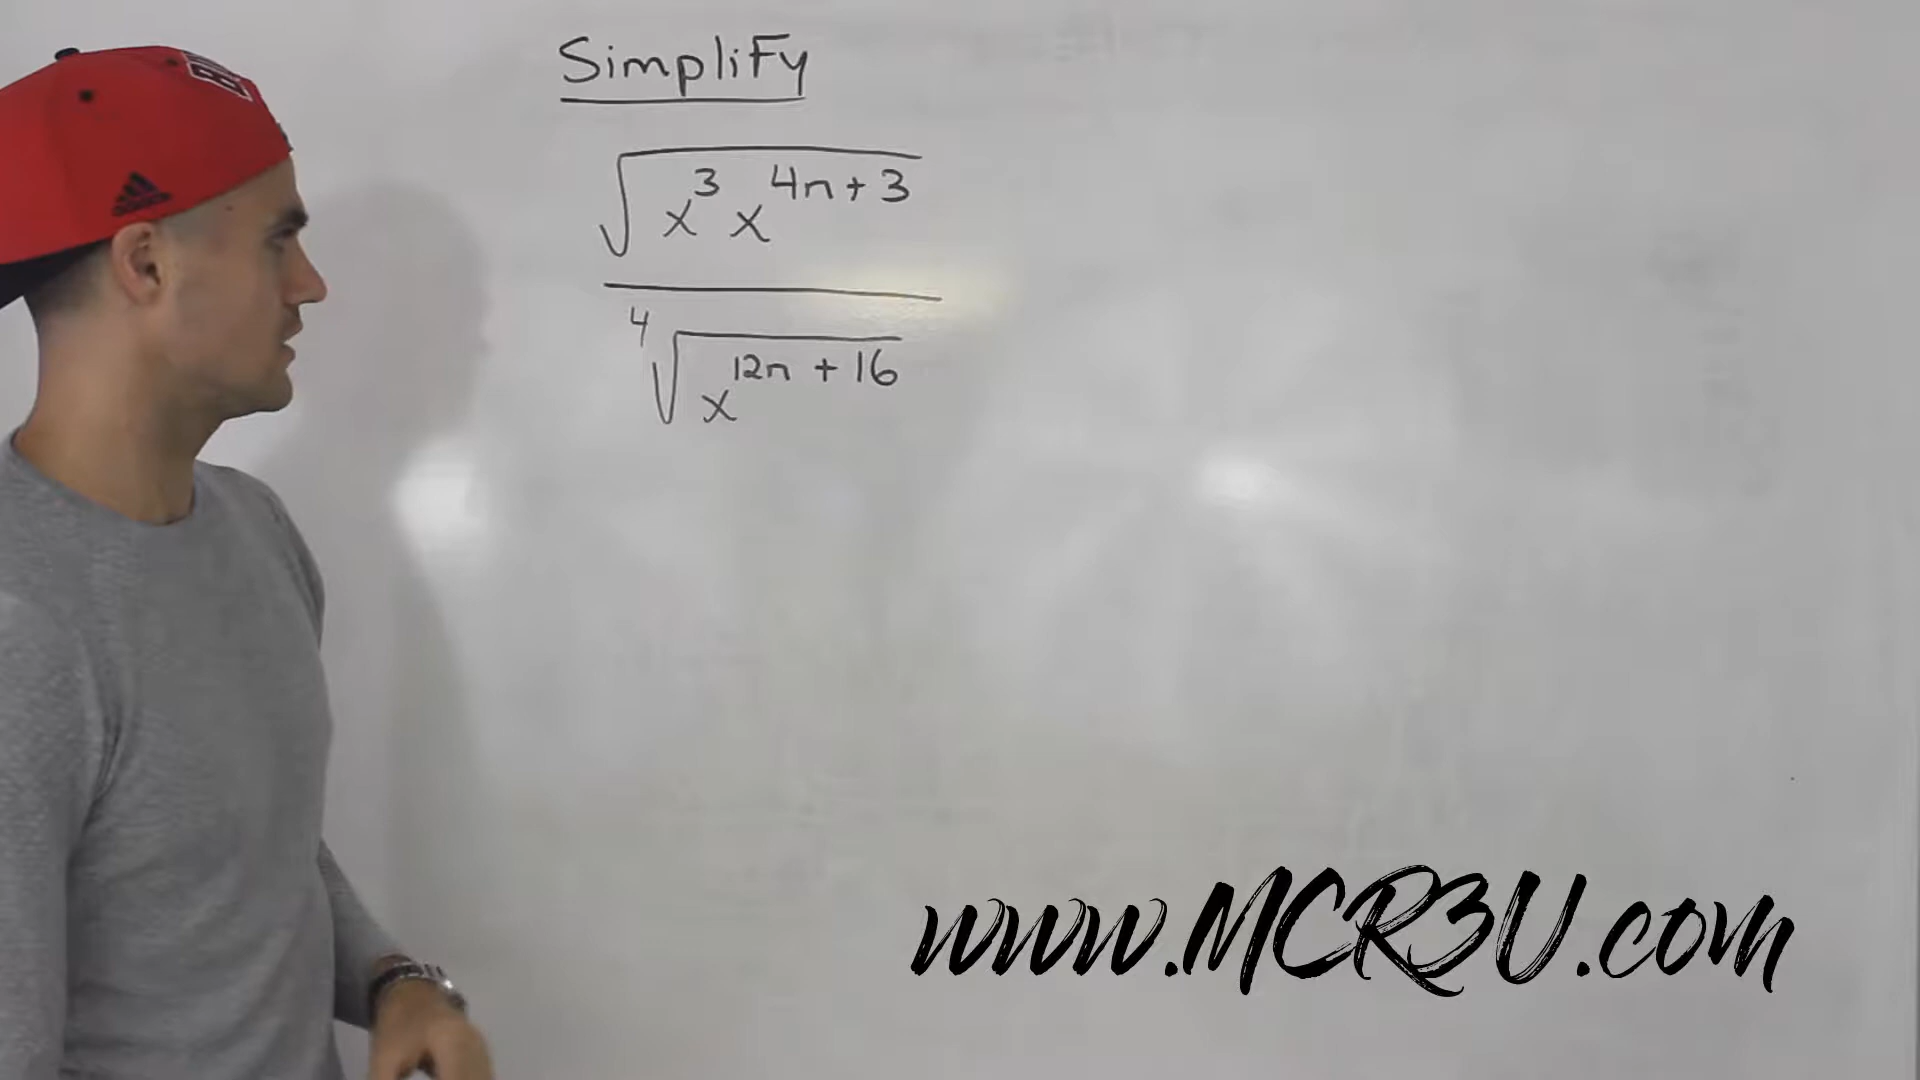 Simplify
√(x^3 x^(4n+3))
4√(x^(12n + 16))
www.MCR3U.com